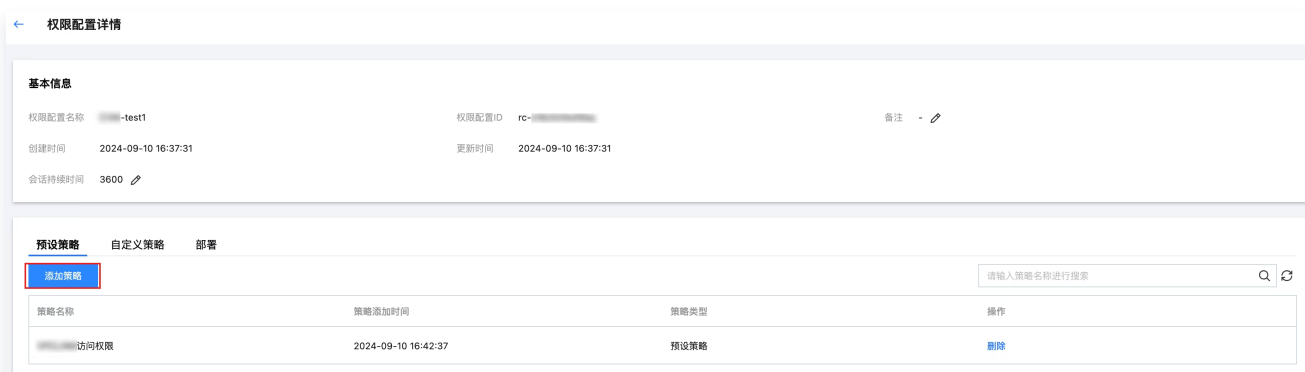 ← 权限配置详情
基本信息
权限配置名称 -test1 权限配置ID rc- 备注 -
创建时间 2024-09-10 16:37:31 更新时间 2024-09-10 16:37:31
会话持续时间 3600
预设策略 自定义策略 部署
添加策略 请输入策略名称进行搜索
策略名称 策略添加时间 策略类型 操作
访问权限 2024-09-10 16:42:37 预设策略 删除